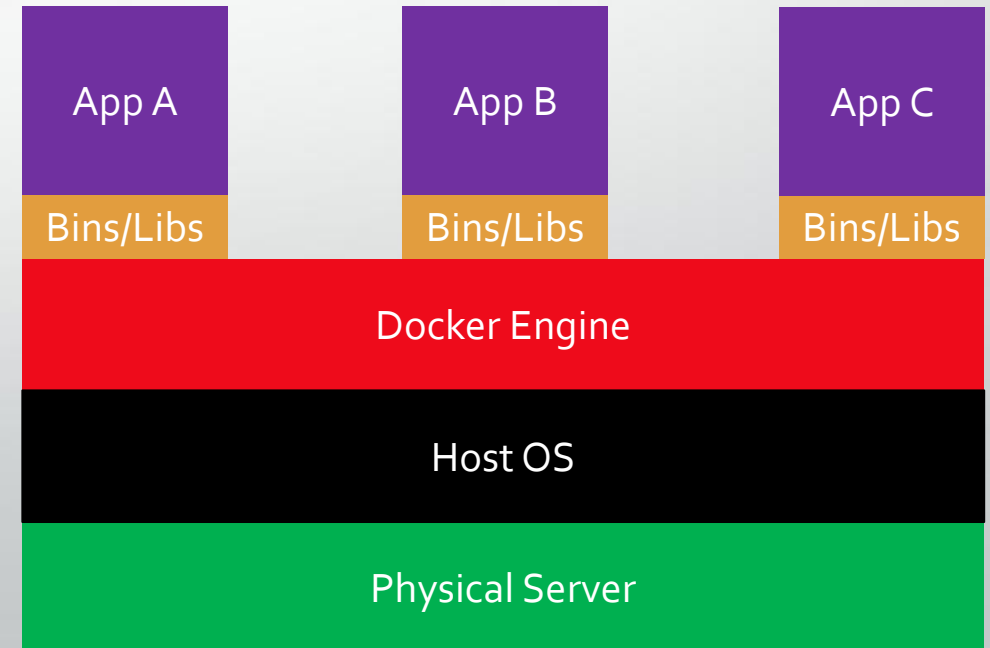 App A
App B
App C
Bins/Libs
Bins/Libs
Bins/Libs
Docker Engine
Host OS
Physical Server